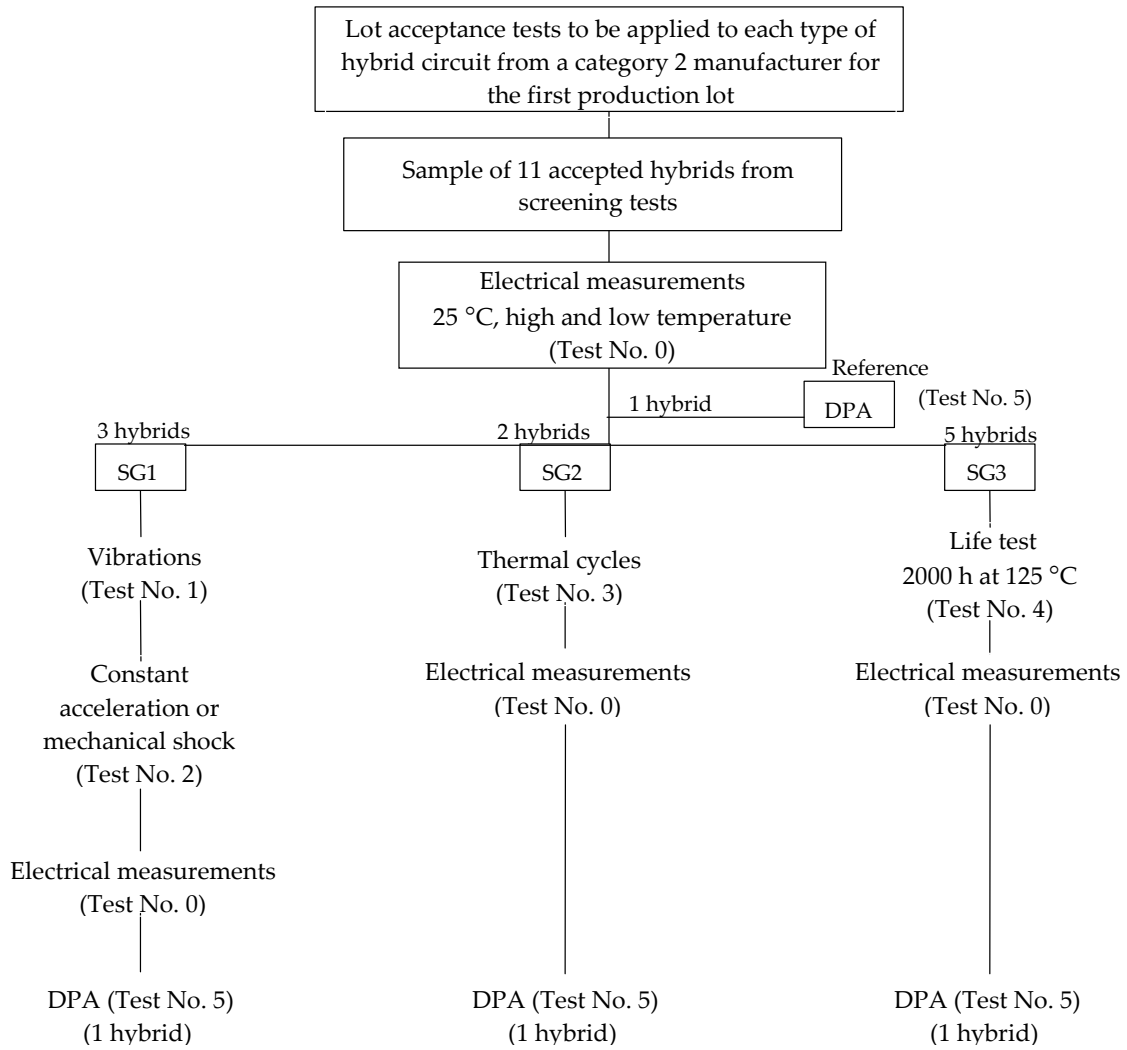 Lot acceptance tests to be applied to each type of
hybrid circuit from a category 2 manufacturer for
the first production lot
Sample of 11 accepted hybrids from
screening tests
Electrical measurements
25 °C, high and low temperature
(Test No. 0)
Reference
1 hybrid
DPA
(Test No. 5)
3 hybrids
SG1
Vibrations
(Test No. 1)
Constant
acceleration or
mechanical shock
(Test No. 2)
Electrical measurements
(Test No. 0)
DPA (Test No. 5)
(1 hybrid)
2 hybrids
SG2
Thermal cycles
(Test No. 3)
Electrical measurements
(Test No. 0)
DPA (Test No. 5)
(1 hybrid)
5 hybrids
SG3
Life test
2000 h at 125 °C
(Test No. 4)
Electrical measurements
(Test No. 0)
DPA (Test No. 5)
(1 hybrid)